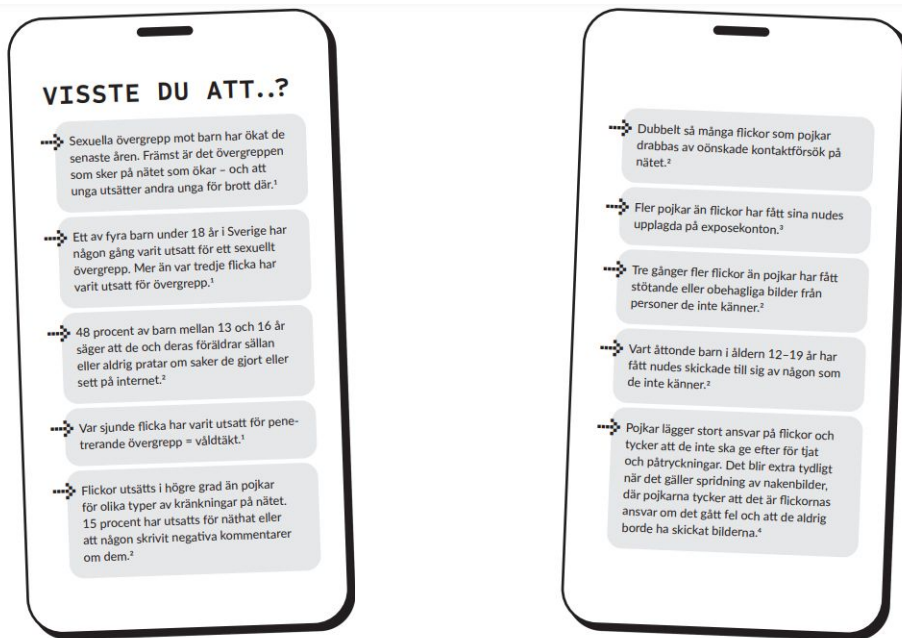 VISSTE DU ATT..?
Sexuella övergrepp mot barn har ökat de
senaste åren. Främst är det övergreppen
som sker på nätet som ökar – och att
unga utsätter andra unga för brott där.¹
Ett av fyra barn under 18 år i Sverige har
någon gång varit utsatt för ett sexuellt
övergrepp. Mer än var tredje flicka har
varit utsatt för övergrepp.¹
48 procent av barn mellan 13 och 16 år
säger att de och deras föräldrar sällan
eller aldrig pratar om saker de gjort eller
sett på internet.²
Var sjunde flicka har varit utsatt för pene-
trerande övergrepp = våldtäkt.¹
Flickor utsätts i högre grad än pojkar
för olika typer av kränkningar på nätet.
15 procent har utsatts för näthat eller
att någon skrivit negativa kommentarer
om dem.²
Dubbelt så många flickor som pojkar
drabbas av oönskade kontaktförsök på
nätet.²
Fler pojkar än flickor har fått sina nudes
upplagda på exposekonton.³
Tre gånger fler flickor än pojkar har fått
stötande eller obehagliga bilder från
personer de inte känner.²
Vart åttonde barn i åldern 12–19 år har
fått nudes skickade till sig av någon som
de inte känner.²
Pojkar lägger stort ansvar på flickor och
tycker att de inte ska ge efter för tjat
och påtryckningar. Det blir extra tydligt
när det gäller spridning av nakenbilder,
där pojkarna tycker att det är flickornas
ansvar om det gått fel och att de aldrig
borde ha skickat bilderna.⁴